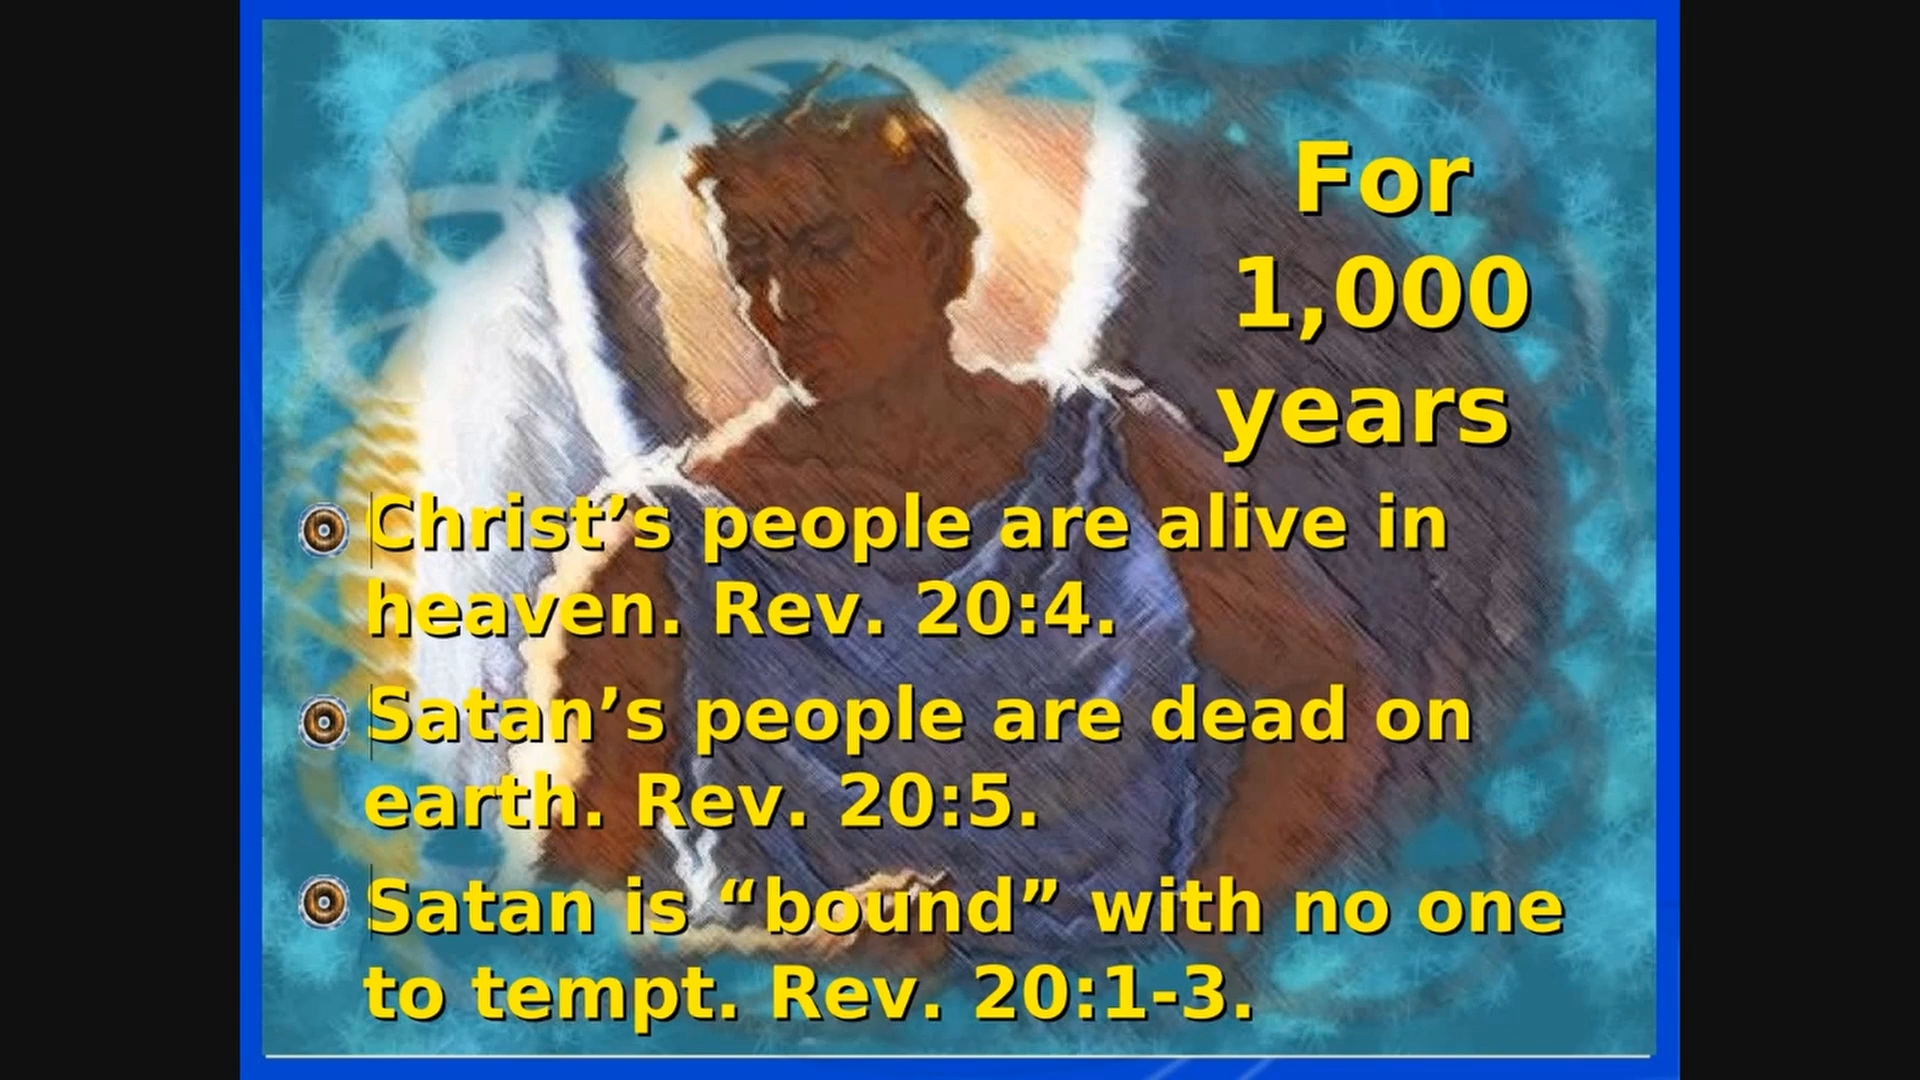 For
1,000
years
Christ’s people are alive in
heaven. Rev. 20:4.
Satan’s people are dead on
earth. Rev. 20:5.
Satan is “bound” with no one
to tempt. Rev. 20:1-3.